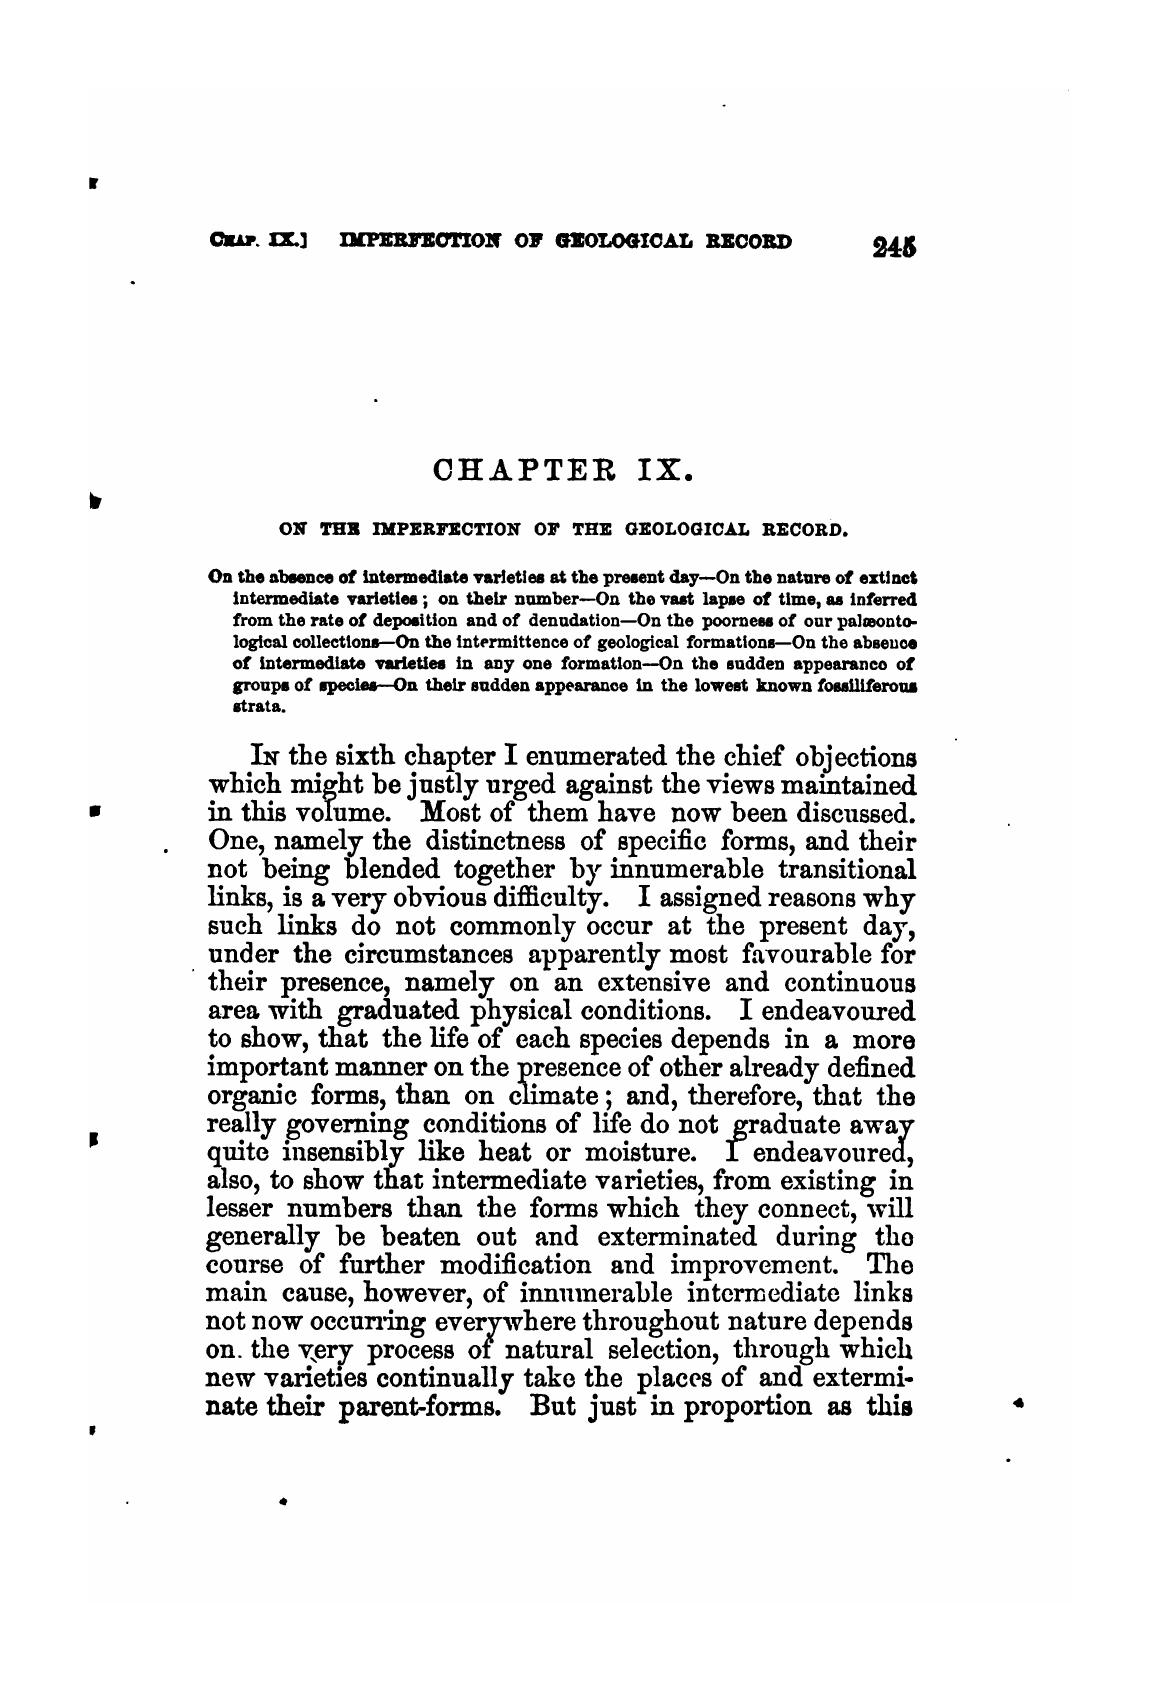 CHAP. IX.] IMPERFECTION OF GEOLOGICAL RECORD 245
CHAPTER IX.
ON THE IMPERFECTION OF THE GEOLOGICAL RECORD.
On the absence of intermediate varieties at the present day—On the nature of extinct
intermediate varieties; on their number—On the vast lapse of time, as inferred
from the rate of deposition and of denudation—On the poorness of our palæonto-
logical collections—On the intermittence of geological formations—On the absence
of intermediate varieties in any one formation—On the sudden appearance of
groups of species—On their sudden appearance in the lowest known fossiliferous
strata.
IN the sixth chapter I enumerated the chief objections
which might be justly urged against the views maintained
in this volume. Most of them have now been discussed.
One, namely the distinctness of specific forms, and their
not being blended together by innumerable transitional
links, is a very obvious difficulty. I assigned reasons why
such links do not commonly occur at the present day,
under the circumstances apparently most favourable for
their presence, namely on an extensive and continuous
area with graduated physical conditions. I endeavoured
to show, that the life of each species depends in a more
important manner on the presence of other already defined
organic forms, than on climate; and, therefore, that the
really governing conditions of life do not graduate away
quite insensibly like heat or moisture. I endeavoured,
also, to show that intermediate varieties, from existing in
lesser numbers than the forms which they connect, will
generally be beaten out and exterminated during the
course of further modification and improvement. The
main cause, however, of innumerable intermediate links
not now occurring everywhere throughout nature depends
on. the very process of natural selection, through which
new varieties continually take the places of and extermi-
nate their parent-forms. But just in proportion as this